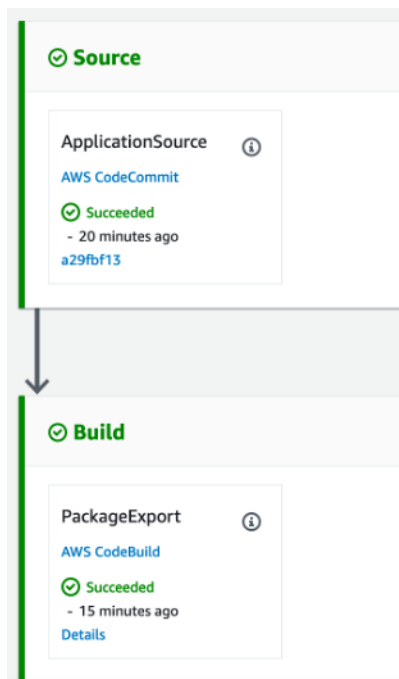 Source
ApplicationSource
AWS CodeCommit
Succeeded
- 20 minutes ago
a29fbf13
Build
PackageExport
AWS CodeBuild
Succeeded
- 15 minutes ago
Details